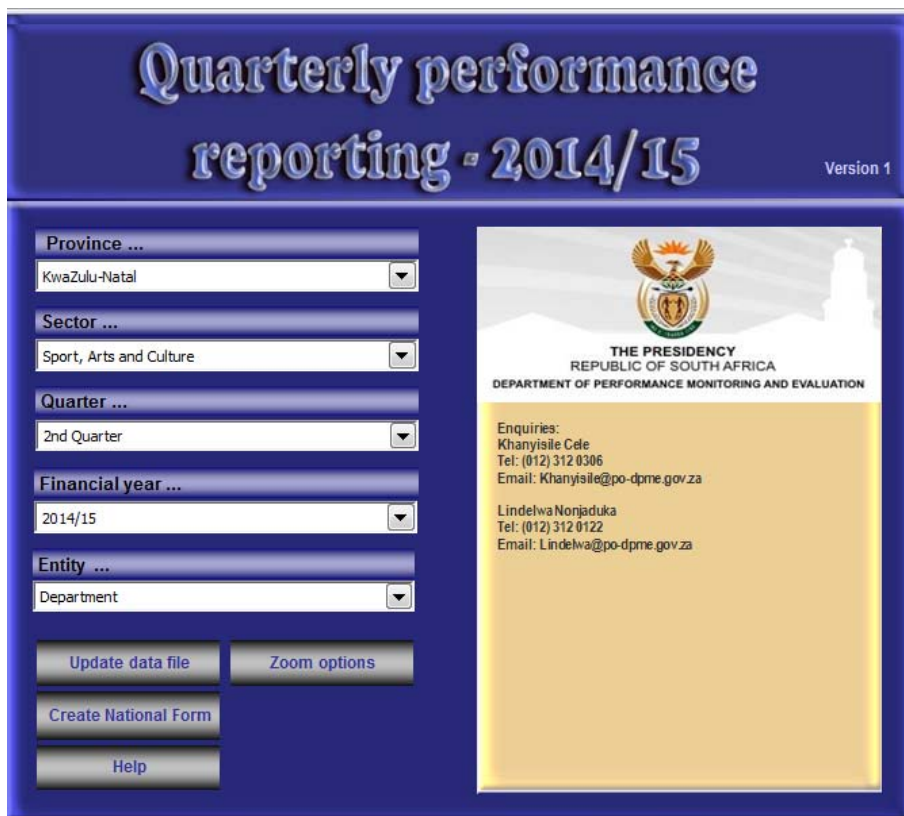 Quarterly performance
reporting - 2014/15
Version 1
Province ...
KwaZulu-Natal
Sector ...
Sport, Arts and Culture
Quarter ...
2nd Quarter
Financial year ...
2014/15
Entity ...
Department
Update data file
Zoom options
Create National Form
Help
THE PRESIDENCY
REPUBLIC OF SOUTH AFRICA
DEPARTMENT OF PERFORMANCE MONITORING AND EVALUATION
Enquiries:
Khanyisile Cele
Tel: (012) 312 0306
Email: Khanyisile@po-dpme.gov.za
Lindelwa Nonjaduka
Tel: (012) 312 0122
Email: Lindelwa@po-dpme.gov.za